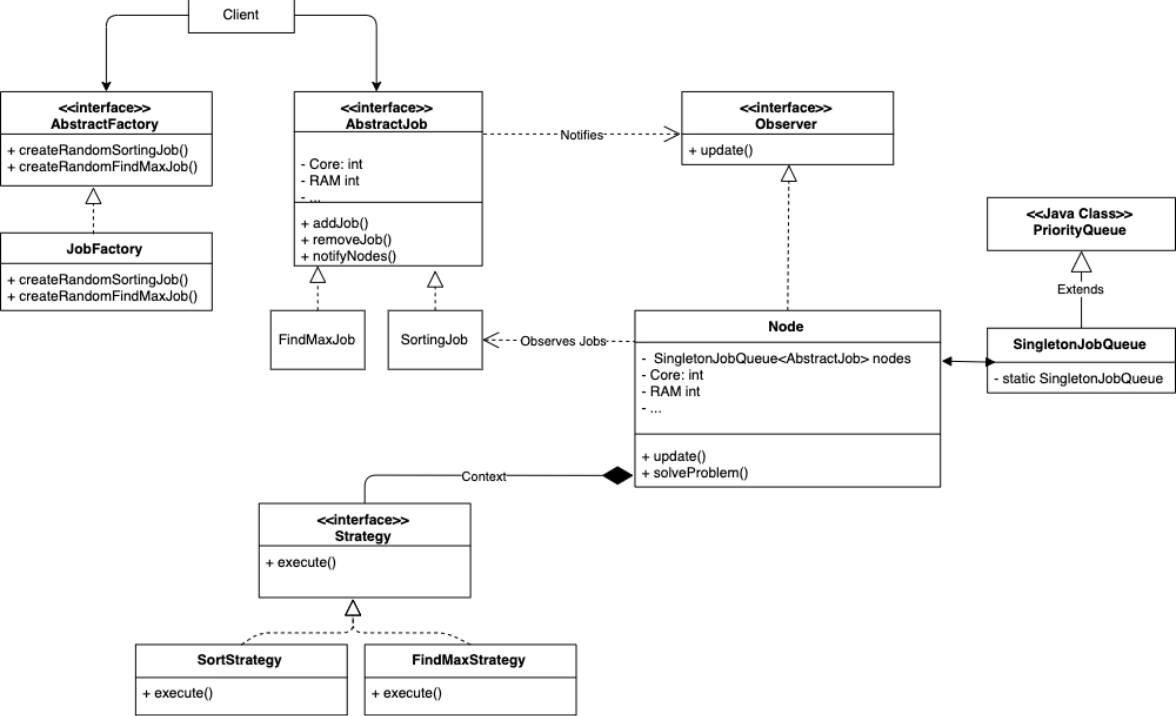 Client
<<interface>>
AbstractFactory
+ createRandomSortingJob()
+ createRandomFindMaxJob()
<<interface>>
AbstractJob
- Core: int
- RAM int
- ...
+ addJob()
+ removeJob()
+ notifyNodes()
Notifies
<<interface>>
Observer
+ update()
<<Java Class>>
PriorityQueue
Extends
JobFactory
+ createRandomSortingJob()
+ createRandomFindMaxJob()
FindMaxJob
SortingJob
Observes Jobs
Node
- SingletonJobQueue<AbstractJob> nodes
- Core: int
- RAM int
- ...
+ update()
+ solveProblem()
SingletonJobQueue
- static SingletonJobQueue
Context
<<interface>>
Strategy
+ execute()
SortStrategy
+ execute()
FindMaxStrategy
+ execute()